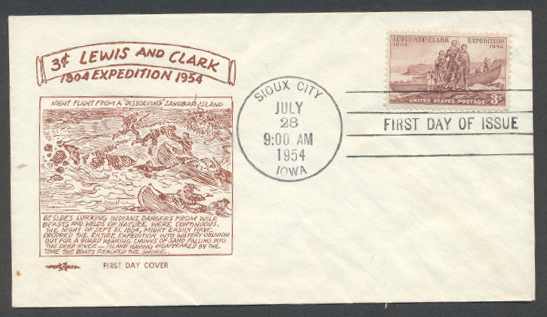 3¢ LEWIS AND CLARK
1804 EXPEDITION 1954
NIGHT FLIGHT FROM A "DISSOLVING" SANDBAR-ISLAND
BESIDES LURKING INDIANS, DANGERS FROM WILD
BEASTS AND WILDS OF NATURE, WERE CONTINUOUS.
THE NIGHT OF SEPT 21, 1804, MIGHT EASILY HAVE
DROPPED THE ENTIRE EXPEDITION INTO WATERY OBLIVION
BUT FOR A GUARD HEARING CHUNKS OF SAND FALLING INTO
THE DEEP RIVER — ISLAND HAVING DISAPPEARED BY THE
TIME THE BOATS REACHED THE SHORE.
FIRST DAY COVER
SIOUX CITY
JULY
28
9:00 AM
1954
IOWA
LEWIS AND CLARK EXPEDITION
1804 1954
UNITED STATES POSTAGE 3¢
FIRST DAY OF ISSUE